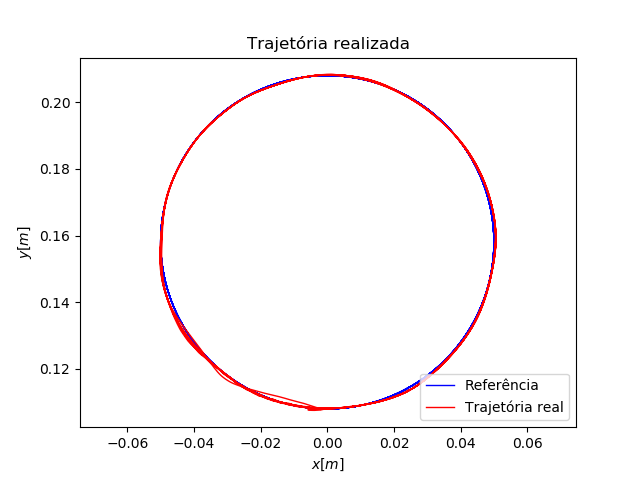 Trajetória realizada
y[m]
0.20
0.18
0.16
0.14
0.12
−0.06
−0.04
−0.02
0.00
0.02
0.04
0.06
x[m]
Referência
Trajetória real